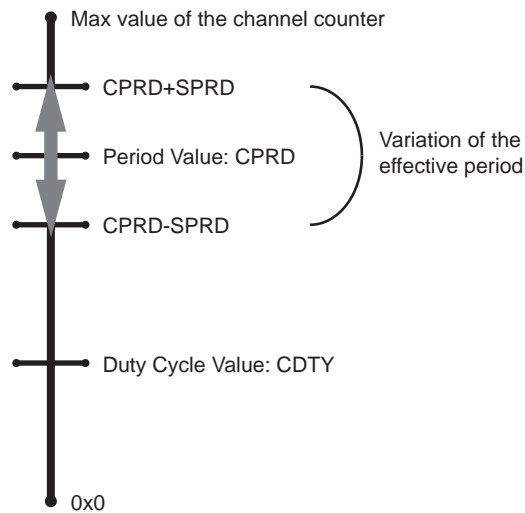 Max value of the channel counter
CPRD+SPRD
Period Value: CPRD
Variation of the
effective period
CPRD-SPRD
Duty Cycle Value: CDTY
0x0